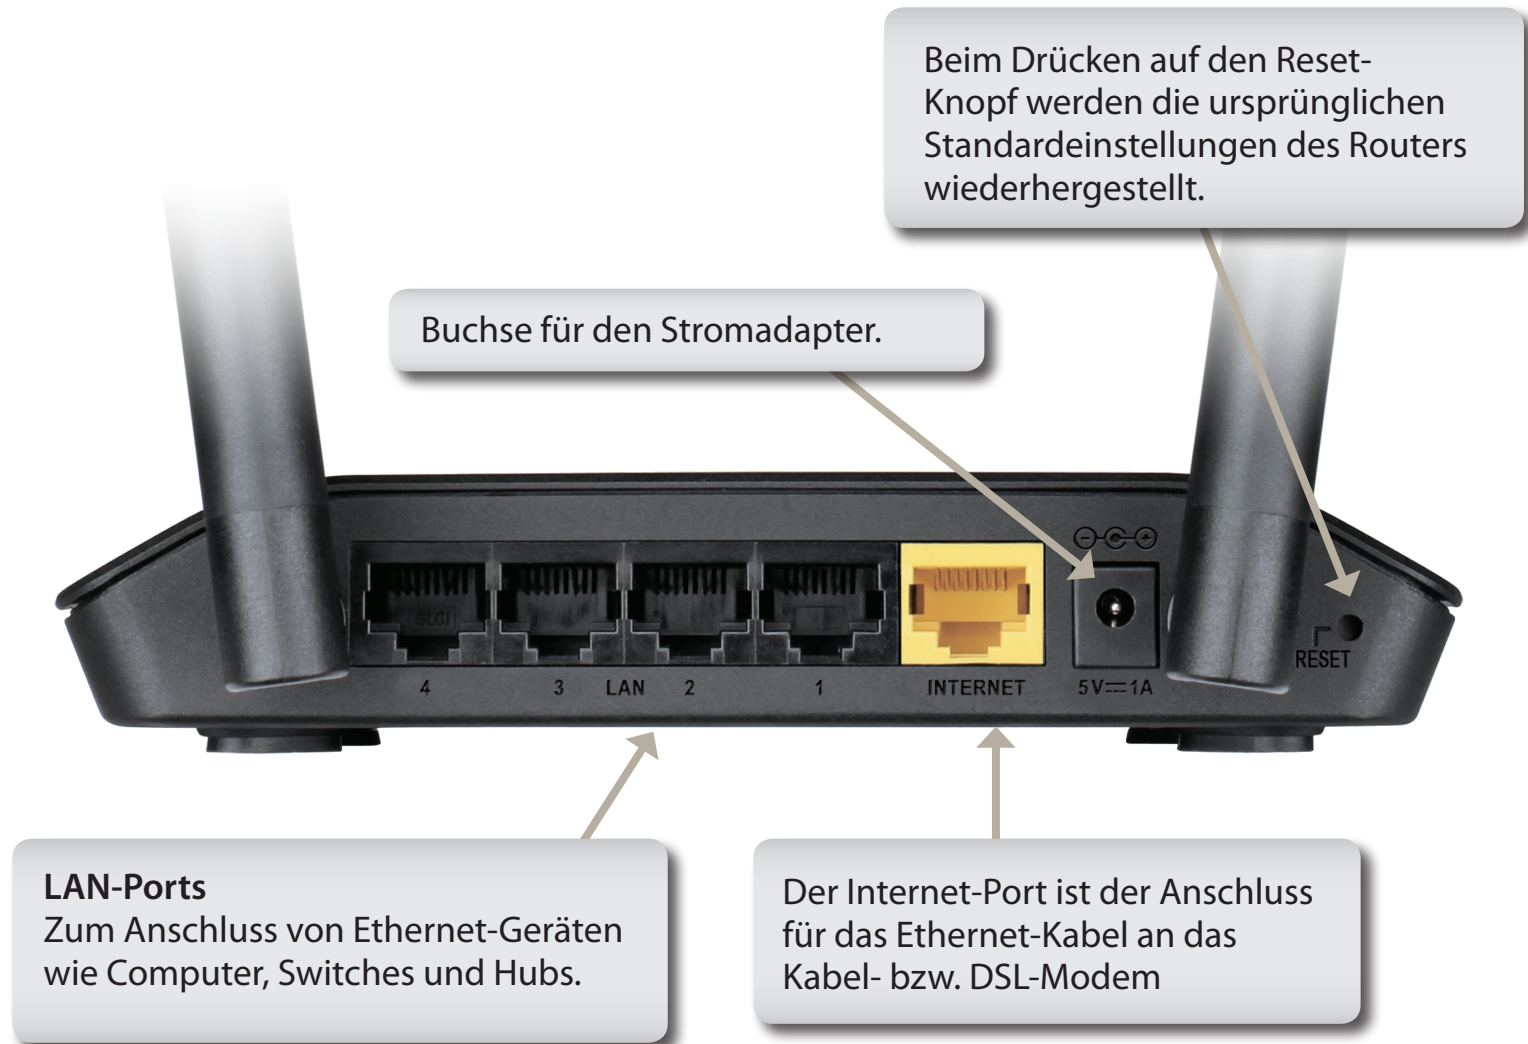 Beim Drücken auf den Reset-
Knopf werden die ursprünglichen
Standardeinstellungen des Routers
wiederhergestellt.
Buchse für den Stromadapter.
GLGI
4
3
LAN
2
1
INTERNET
5V⎓1A
RESET
LAN-Ports
Zum Anschluss von Ethernet-Geräten
wie Computer, Switches und Hubs.
Der Internet-Port ist der Anschluss
für das Ethernet-Kabel an das
Kabel- bzw. DSL-Modem